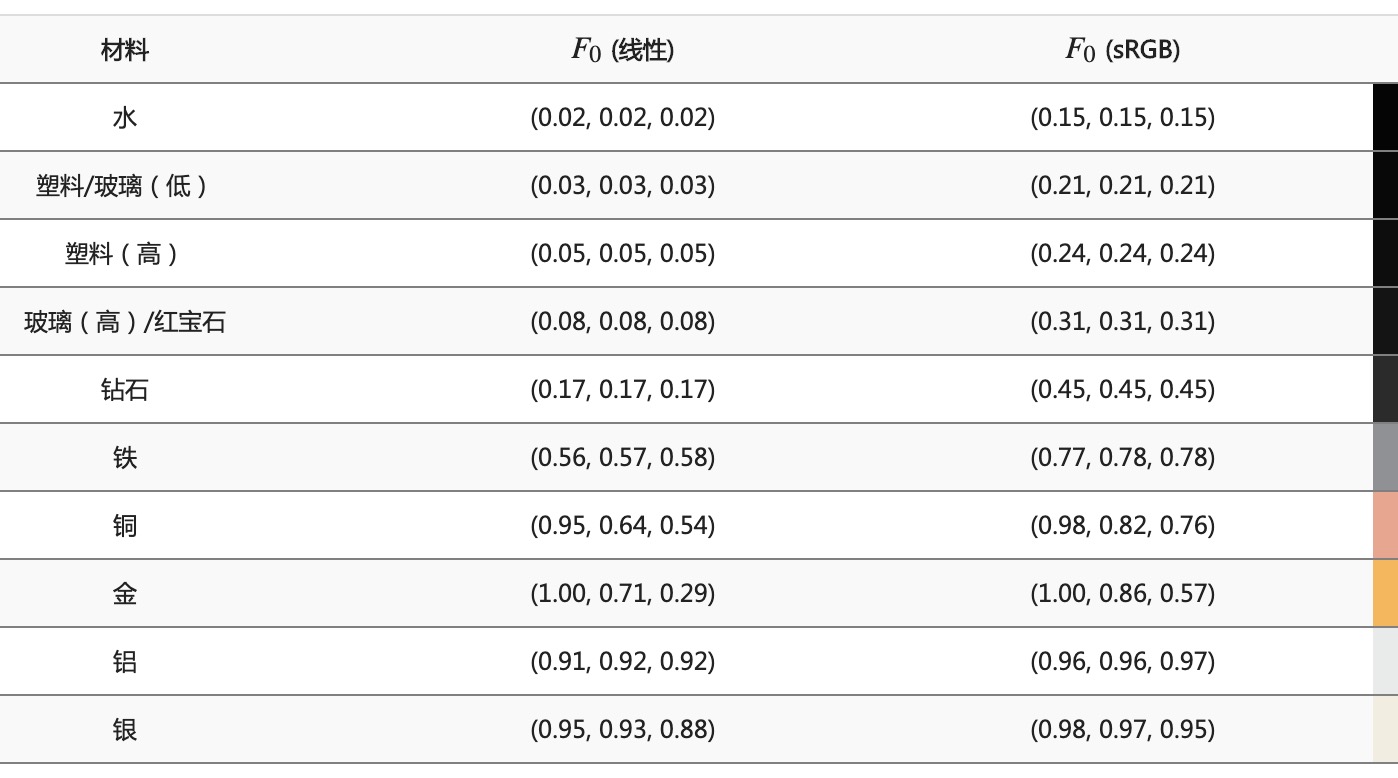 材料 F0 (线性) F0 (sRGB)
水 (0.02, 0.02, 0.02) (0.15, 0.15, 0.15)
塑料/玻璃（低） (0.03, 0.03, 0.03) (0.21, 0.21, 0.21)
塑料（高） (0.05, 0.05, 0.05) (0.24, 0.24, 0.24)
玻璃（高）/红宝石 (0.08, 0.08, 0.08) (0.31, 0.31, 0.31)
钻石 (0.17, 0.17, 0.17) (0.45, 0.45, 0.45)
铁 (0.56, 0.57, 0.58) (0.77, 0.78, 0.78)
铜 (0.95, 0.64, 0.54) (0.98, 0.82, 0.76)
金 (1.00, 0.71, 0.29) (1.00, 0.86, 0.57)
铝 (0.91, 0.92, 0.92) (0.96, 0.96, 0.97)
银 (0.95, 0.93, 0.88) (0.98, 0.97, 0.95)